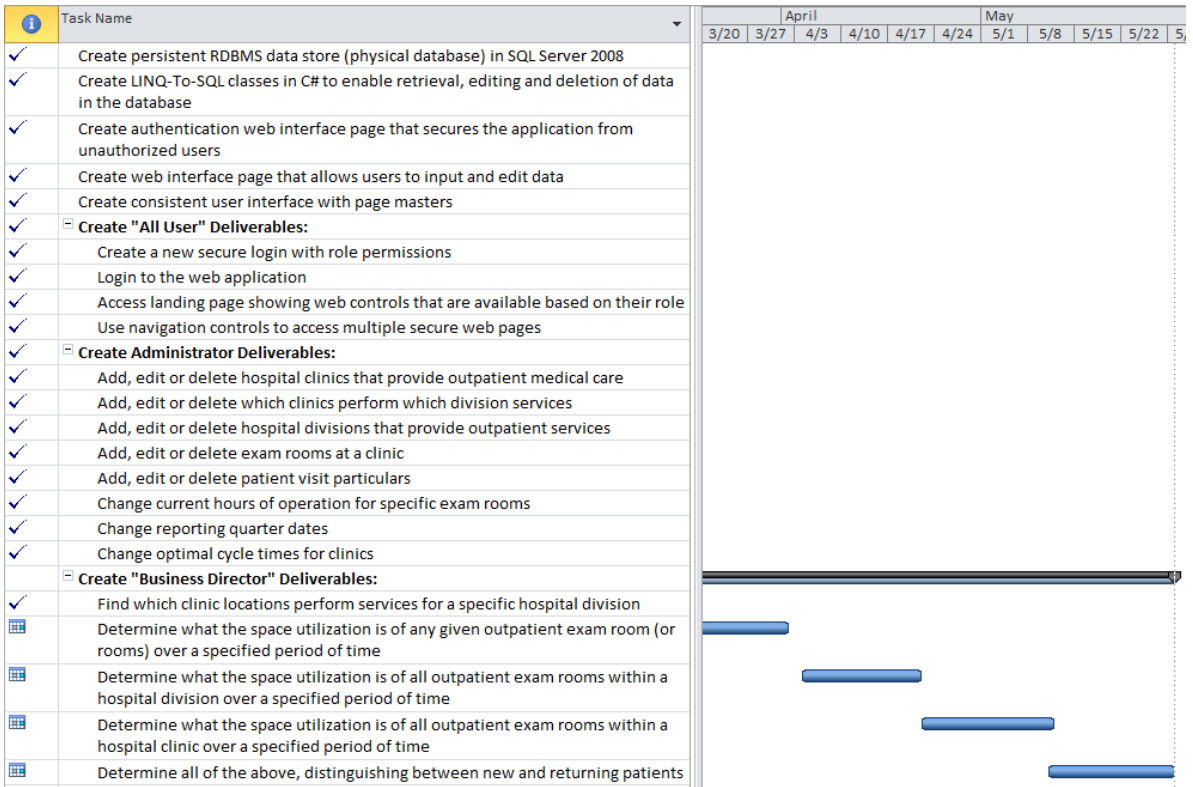 Task Name
April May
3/20 3/27 4/3 4/10 4/17 4/24 5/1 5/8 5/15 5/22 5/
Create persistent RDBMS data store (physical database) in SQL Server 2008
Create LINQ-To-SQL classes in C# to enable retrieval, editing and deletion of data
in the database
Create authentication web interface page that secures the application from
unauthorized users
Create web interface page that allows users to input and edit data
Create consistent user interface with page masters
Create "All User" Deliverables:
Create a new secure login with role permissions
Login to the web application
Access landing page showing web controls that are available based on their role
Use navigation controls to access multiple secure web pages
Create Administrator Deliverables:
Add, edit or delete hospital clinics that provide outpatient medical care
Add, edit or delete which clinics perform which division services
Add, edit or delete hospital divisions that provide outpatient services
Add, edit or delete exam rooms at a clinic
Add, edit or delete patient visit particulars
Change current hours of operation for specific exam rooms
Change reporting quarter dates
Change optimal cycle times for clinics
Create "Business Director" Deliverables:
Find which clinic locations perform services for a specific hospital division
Determine what the space utilization is of any given outpatient exam room (or
rooms) over a specified period of time
Determine what the space utilization is of all outpatient exam rooms within a
hospital division over a specified period of time
Determine what the space utilization is of all outpatient exam rooms within a
hospital clinic over a specified period of time
Determine all of the above, distinguishing between new and returning patients